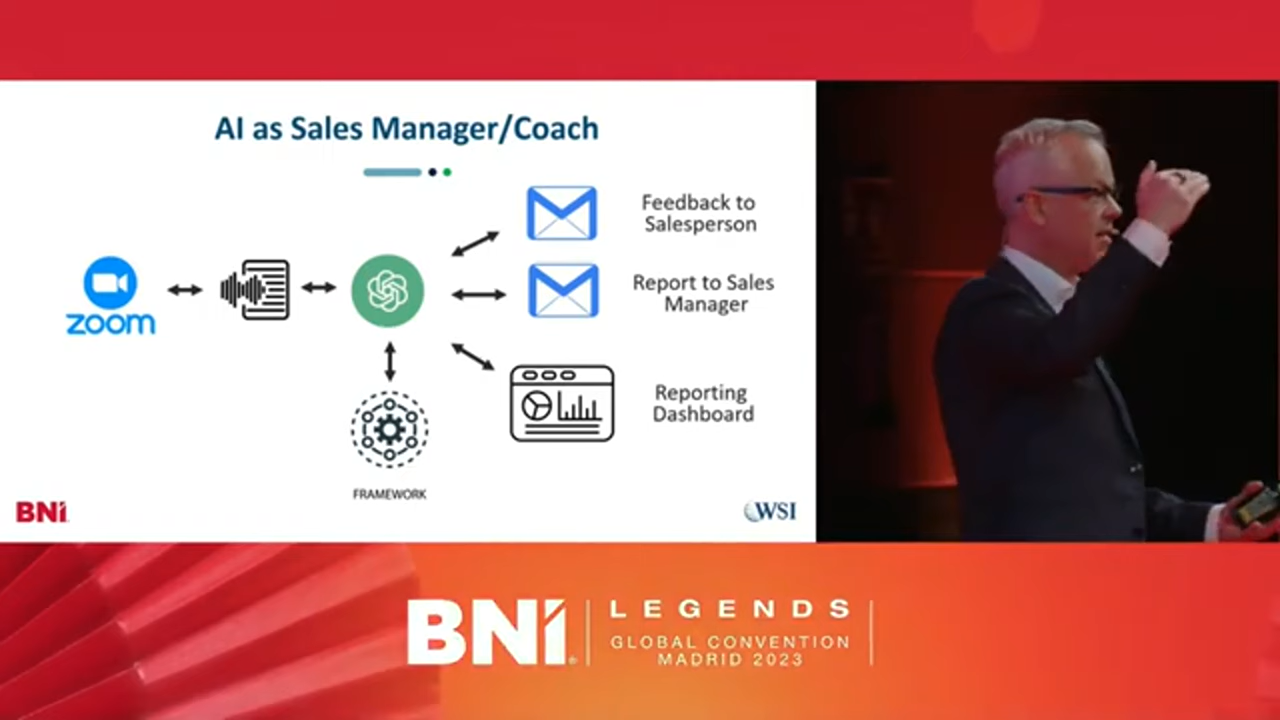 AI as Sales Manager/Coach
Feedback to
Salesperson
zoom
Report to Sales
Manager
Reporting
Dashboard
FRAMEWORK
BNI
WSI
BNI®
LEGENDS
GLOBAL CONVENTION
MADRID 2023